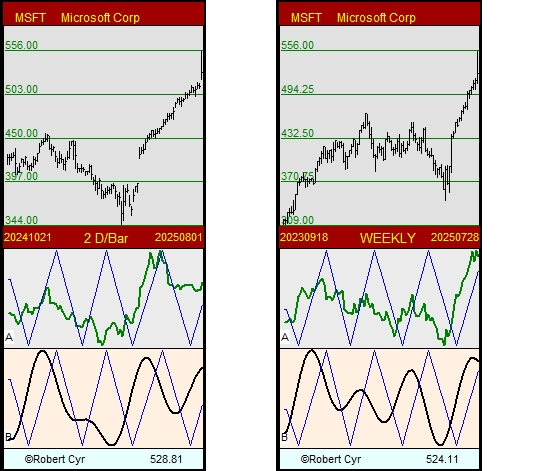 MSFT Microsoft Corp
556.00
503.00
450.00
397.00
344.00
20241021 2 D/Bar 20250801
A
B
©Robert Cyr 528.81
MSFT Microsoft Corp
556.00
494.25
432.50
370.75
309.00
20230918 WEEKLY 20250728
A
B
©Robert Cyr 524.11